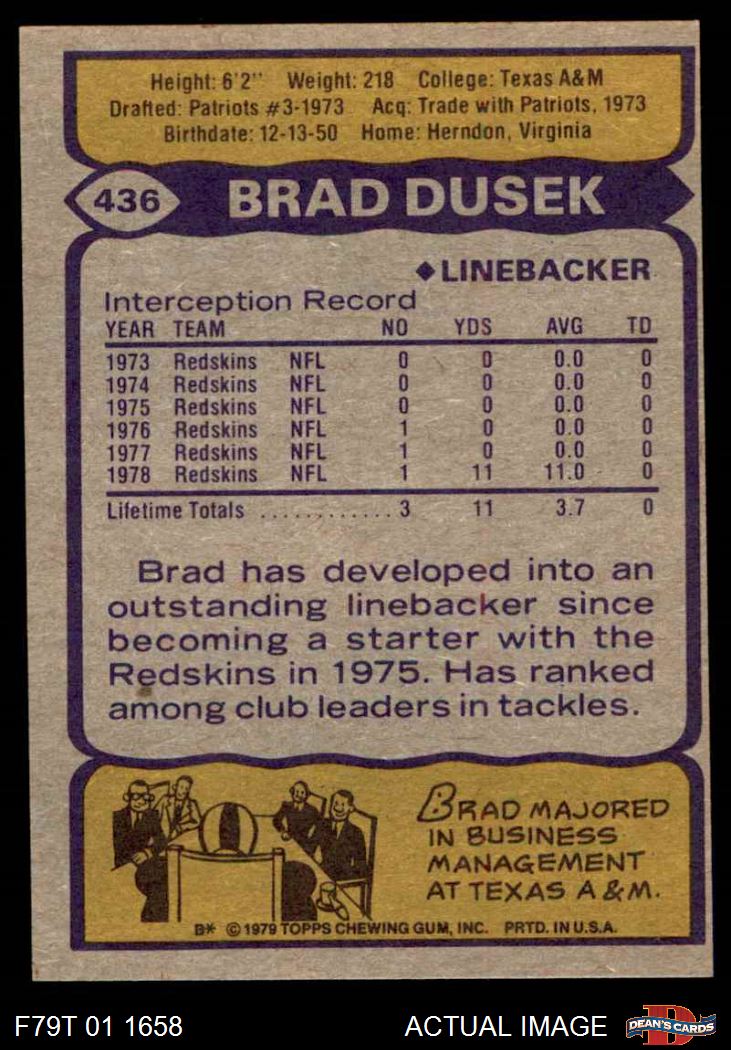 Height: 6'2" Weight: 218 College: Texas A&M
Drafted: Patriots #3-1973 Acq: Trade with Patriots, 1973
Birthdate: 12-13-50 Home: Herndon, Virginia
436 BRAD DUSEK
◆LINEBACKER
Interception Record
YEAR TEAM NO YDS AVG TD
1973 Redskins NFL 0 0 0.0 0
1974 Redskins NFL 0 0 0.0 0
1975 Redskins NFL 0 0 0.0 0
1976 Redskins NFL 1 0 0.0 0
1977 Redskins NFL 1 0 0.0 0
1978 Redskins NFL 1 11 11.0 0
Lifetime Totals ............ 3 11 3.7 0
Brad has developed into an
outstanding linebacker since
becoming a starter with the
Redskins in 1975. Has ranked
among club leaders in tackles.
BRAD MAJORED
IN BUSINESS
MANAGEMENT
AT TEXAS A&M.
B* © 1979 TOPPS CHEWING GUM, INC. PRTD. IN U.S.A.
F79T 01 1658 ACTUAL IMAGE D DEAN'S CARDS